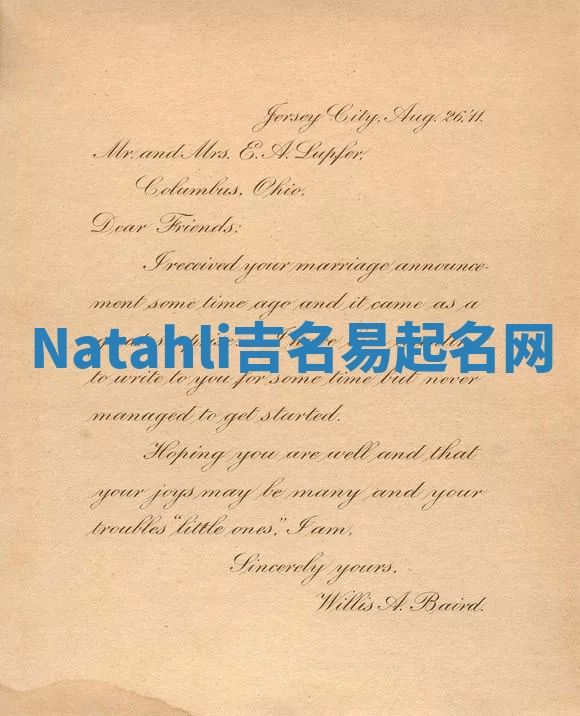 Jersey City, Aug. 26,'11.
Mr. and Mrs. E. A. Lupfer,
Columbus, Ohio.
Dear Friends:
I received your marriage announce-
ment some time ago and it came as a
Natahli吉名易起名网
to write to you for some time but never
managed to get started.
Hoping you are well and that
your joys may be many and your
troubles "little ones," I am,
Sincerely yours,
Willis A. Baird.